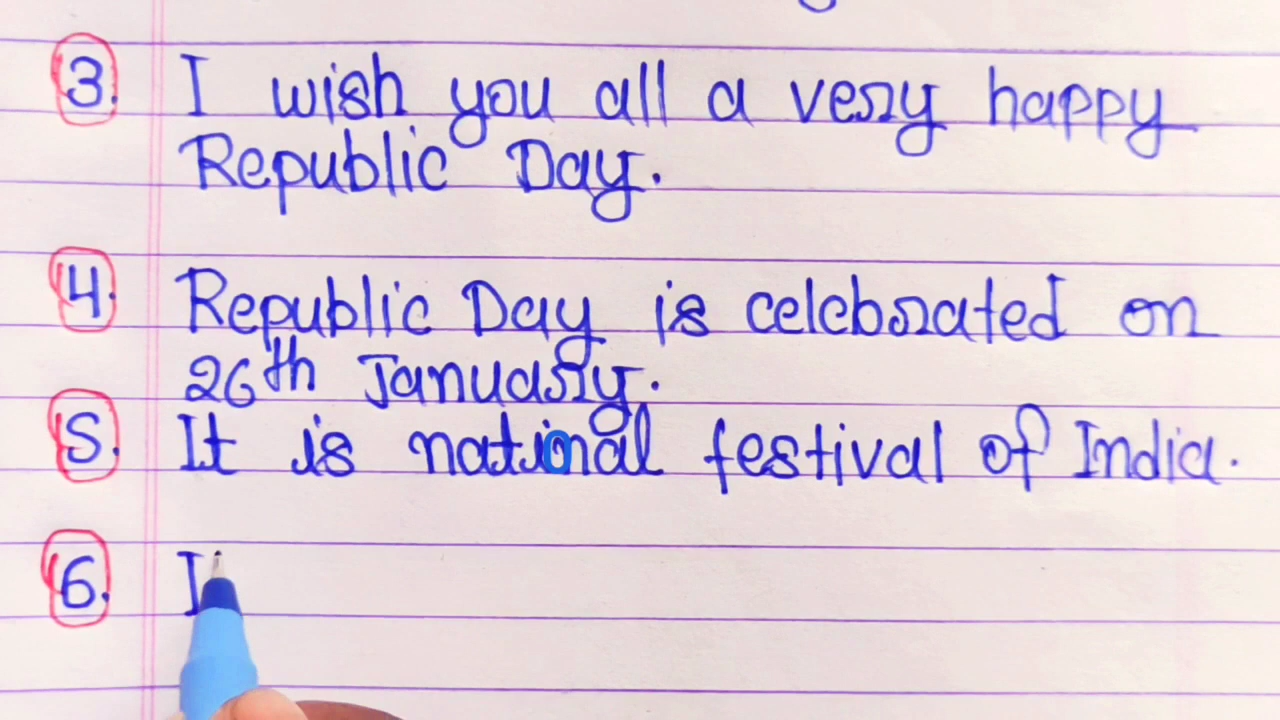 3. I wish you all a very happy
Republic Day.
4. Republic Day is celebrated on
26th January.
5. It is national festival of India.
6. I